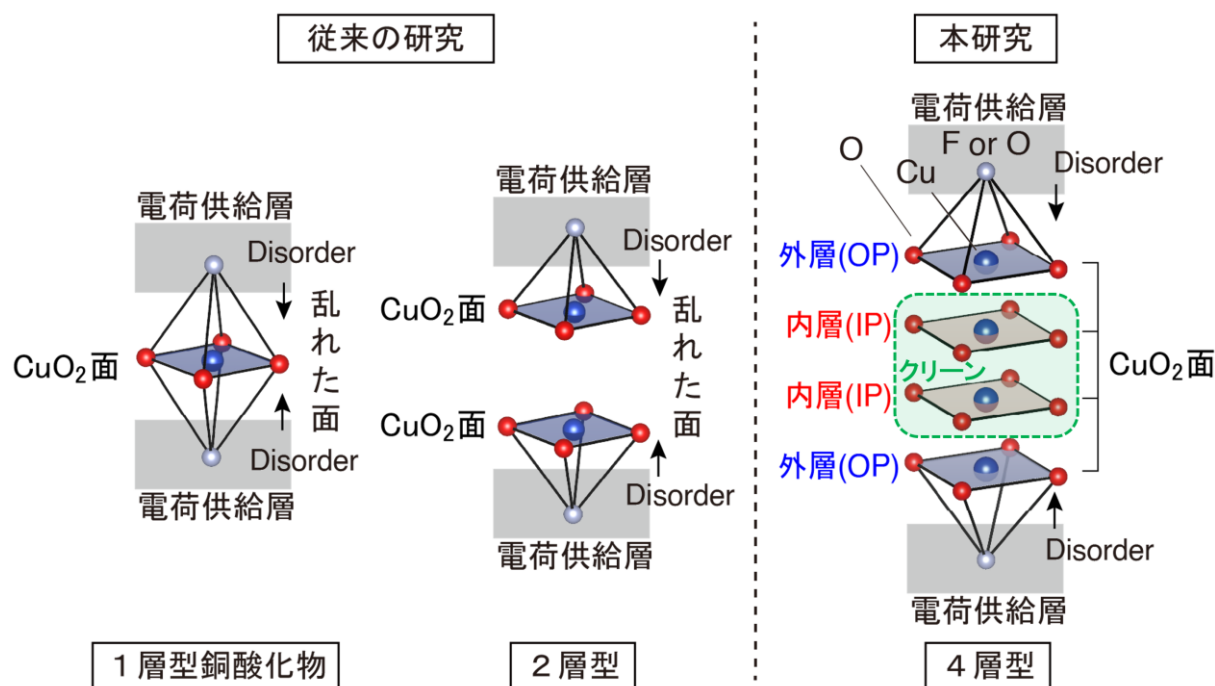 従来の研究
本研究
電荷供給層
Disorder
CuO₂面
Disorder
電荷供給層
乱れた面
1層型銅酸化物
電荷供給層
Disorder
CuO₂面
CuO₂面
Disorder
電荷供給層
乱れた面
2層型
電荷供給層
F or O
O
Cu
Disorder
外層(OP)
内層(IP)
クリーン
内層(IP)
外層(OP)
CuO₂面
Disorder
電荷供給層
4層型